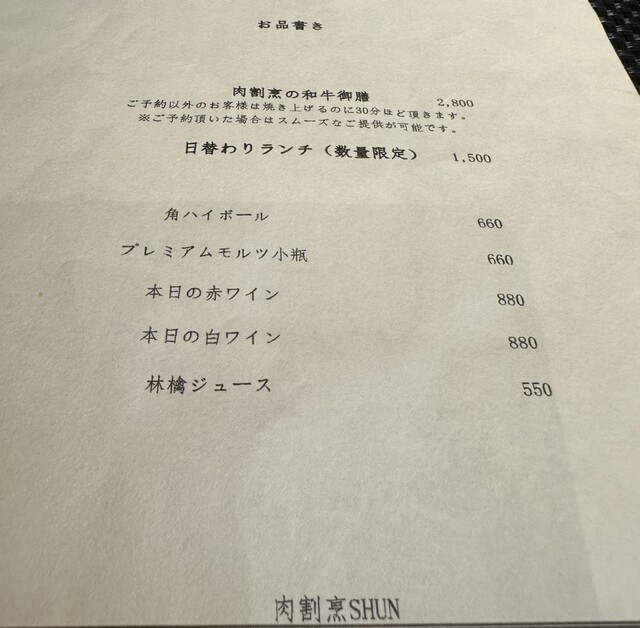 お品書き
肉割烹の和牛御膳 2,800
ご予約以外のお客様は焼き上げるのに30分ほど頂きます。
※ご予約頂いた場合はスムーズなご提供が可能です。
日替わりランチ(数量限定) 1,500
角ハイボール 660
プレミアムモルツ小瓶 660
本日の赤ワイン 880
本日の白ワイン 880
林檎ジュース 550
肉割烹SHUN